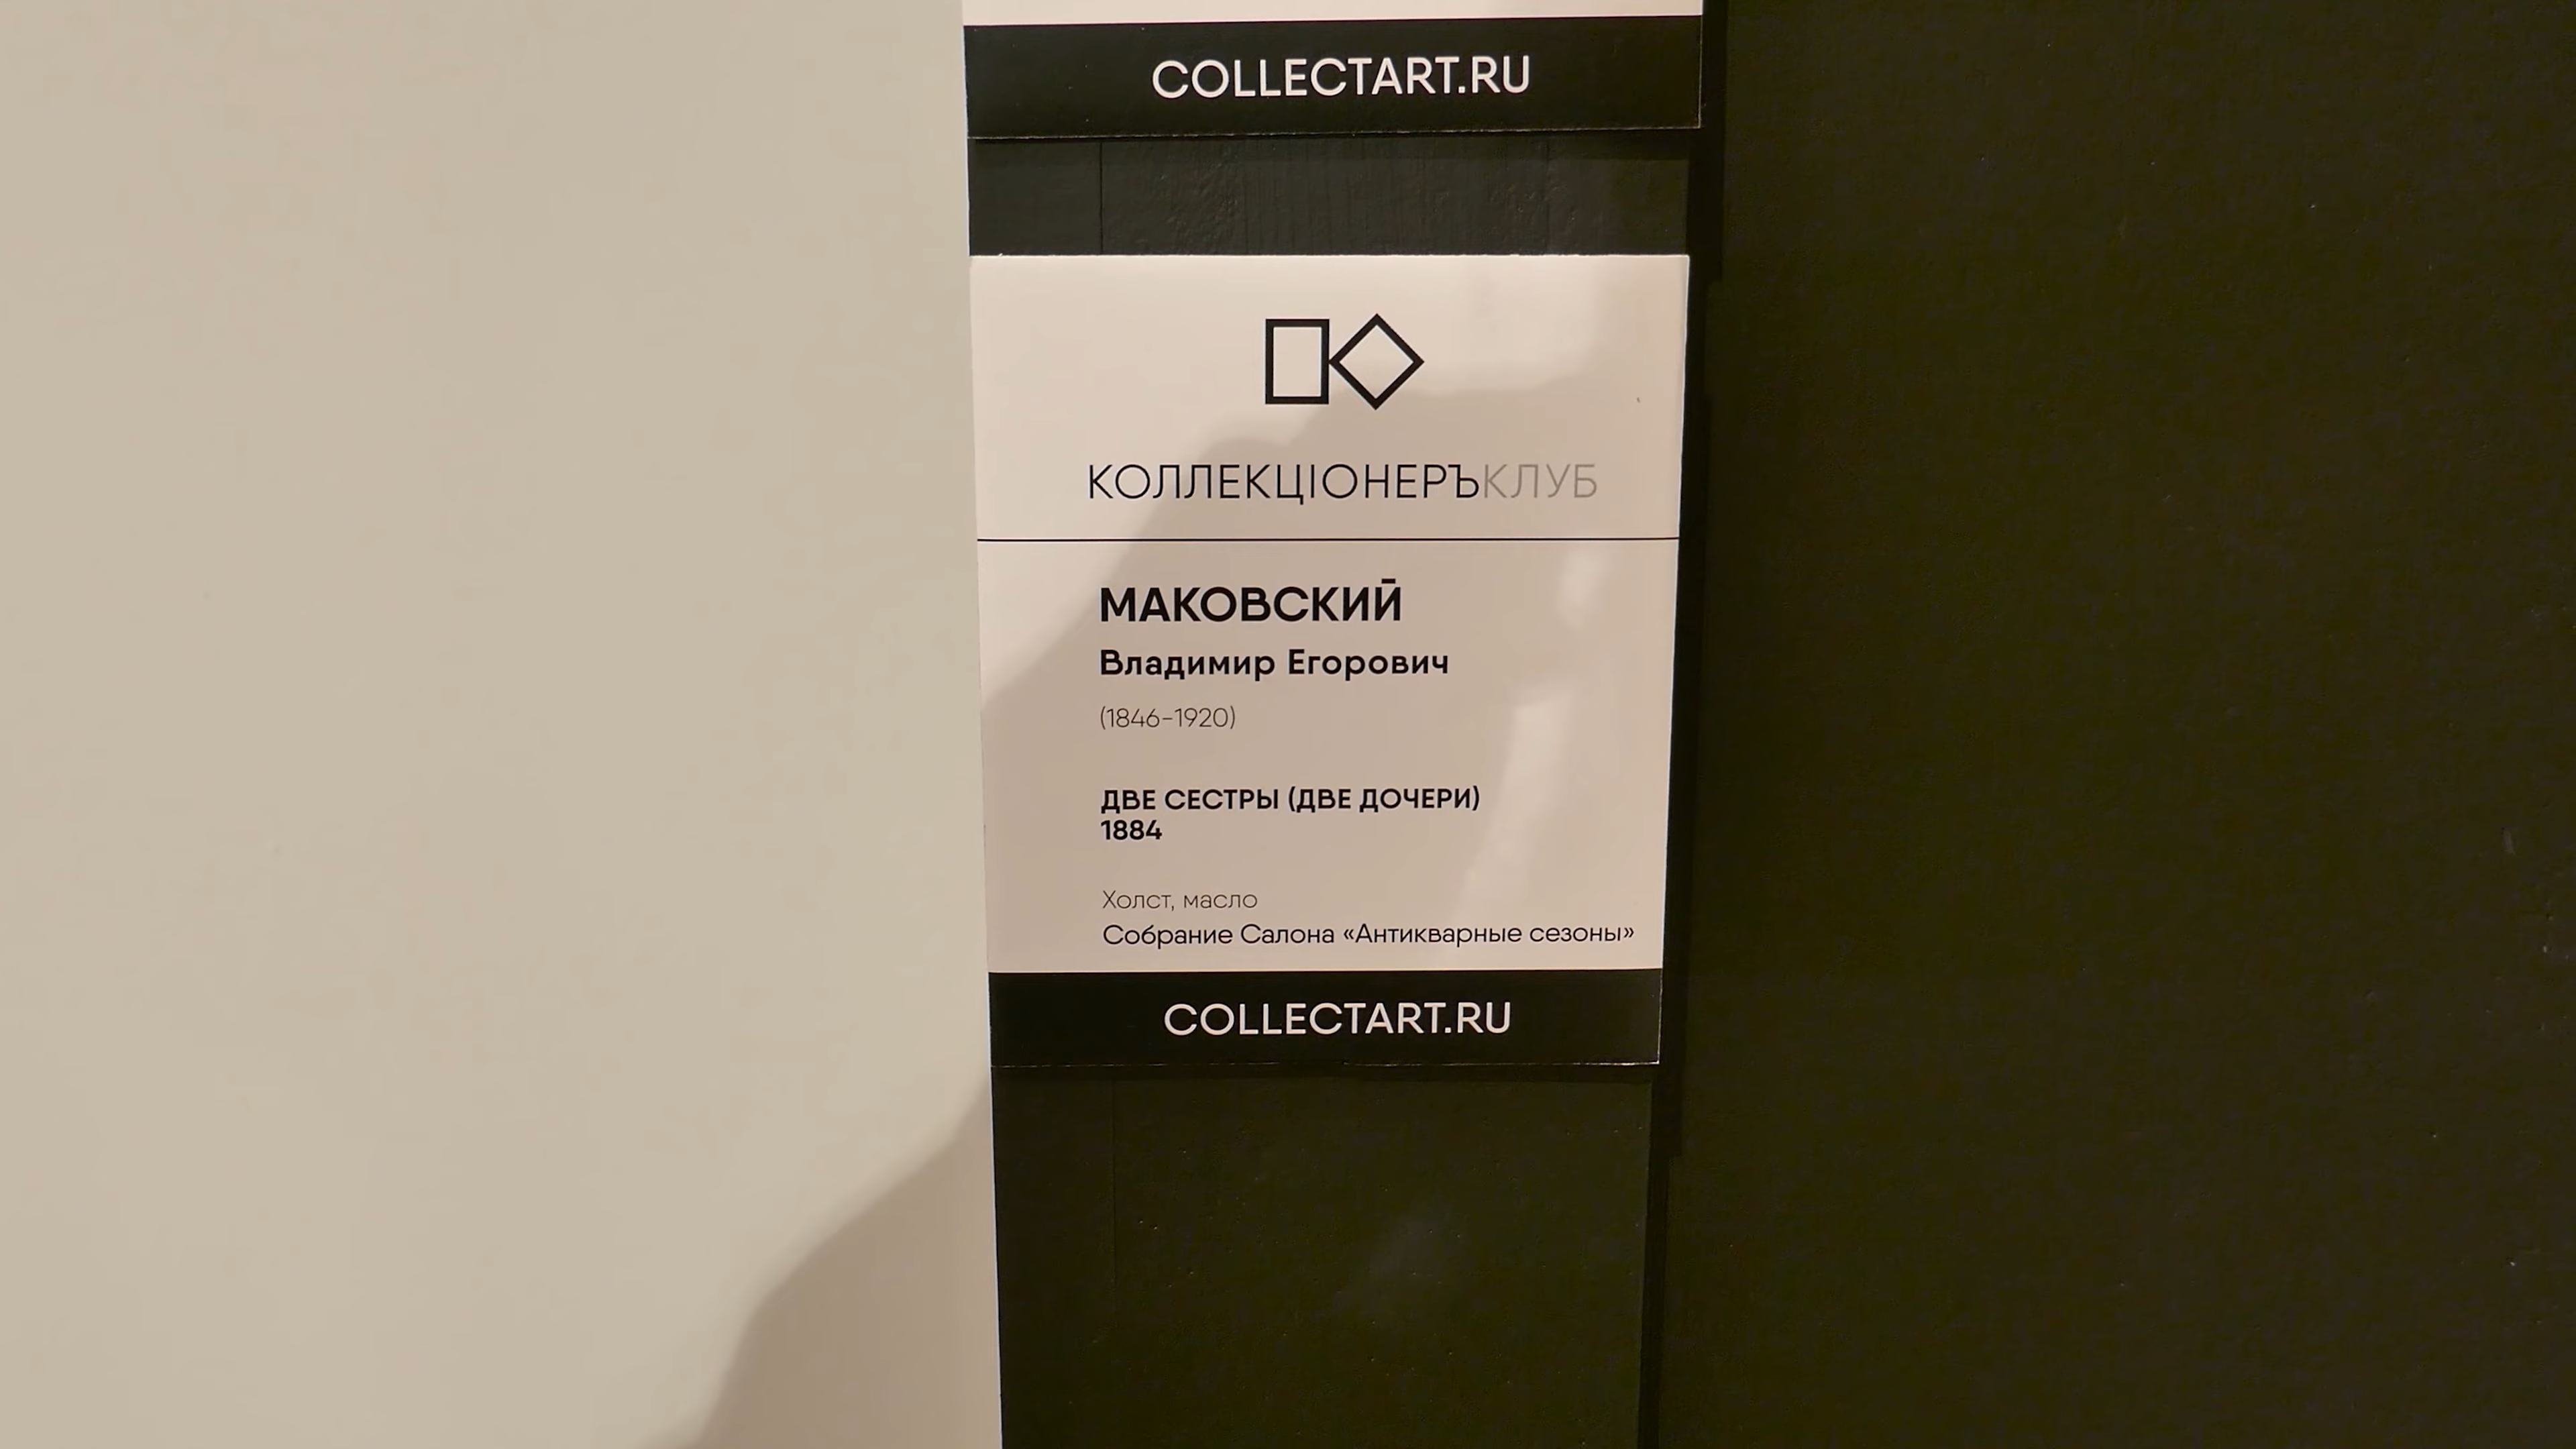 COLLECTART.RU
КОЛЛЕКЦІОНЕРЪКЛУБ
МАКОВСКИЙ
Владимир Егорович
(1846-1920)
ДВЕ СЕСТРЫ (ДВЕ ДОЧЕРИ)
1884
Холст, масло
Собрание Салона «Антикварные сезоны»
COLLECTART.RU